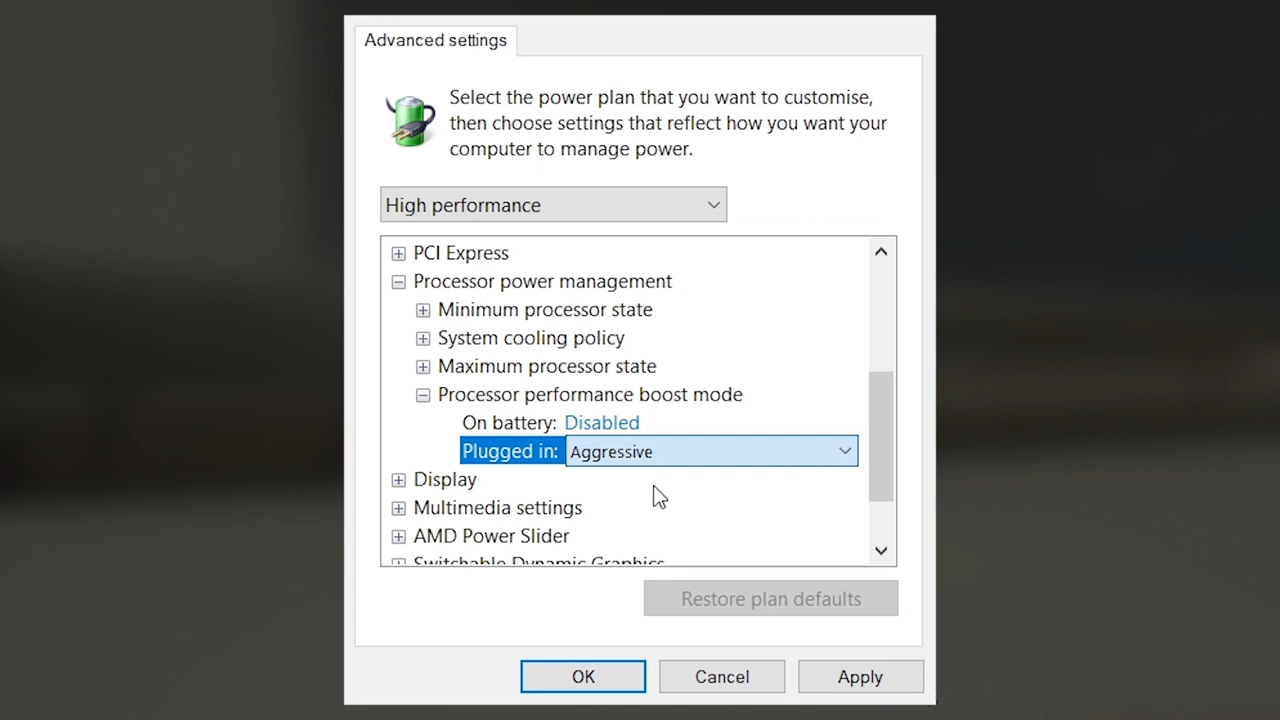 Advanced settings
Select the power plan that you want to customise,
then choose settings that reflect how you want your
computer to manage power.
High performance
PCI Express
Processor power management
Minimum processor state
System cooling policy
Maximum processor state
Processor performance boost mode
On battery: Disabled
Plugged in: Aggressive
Display
Multimedia settings
AMD Power Slider
Switchable Dynamic Graphics
Restore plan defaults
OK Cancel Apply